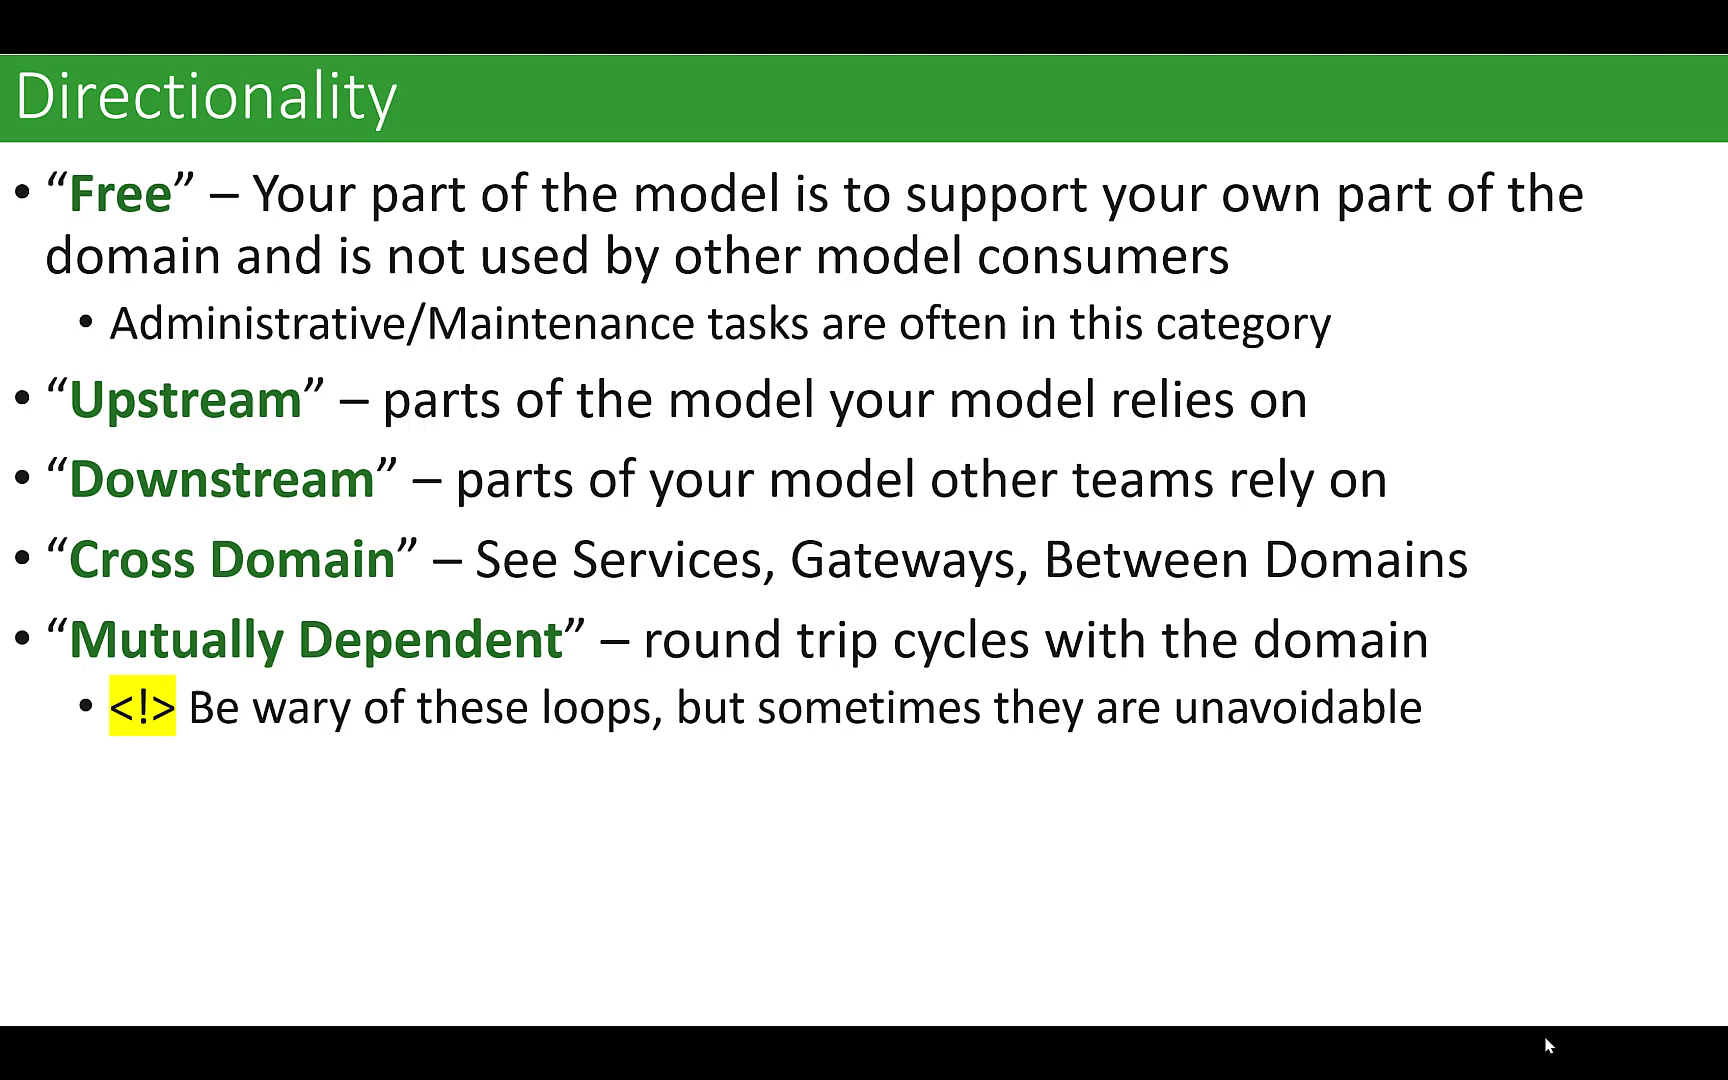 Directionality
• “Free” – Your part of the model is to support your own part of the
domain and is not used by other model consumers
• Administrative/Maintenance tasks are often in this category
• “Upstream” – parts of the model your model relies on
• “Downstream” – parts of your model other teams rely on
• “Cross Domain” – See Services, Gateways, Between Domains
• “Mutually Dependent” – round trip cycles with the domain
• <!> Be wary of these loops, but sometimes they are unavoidable